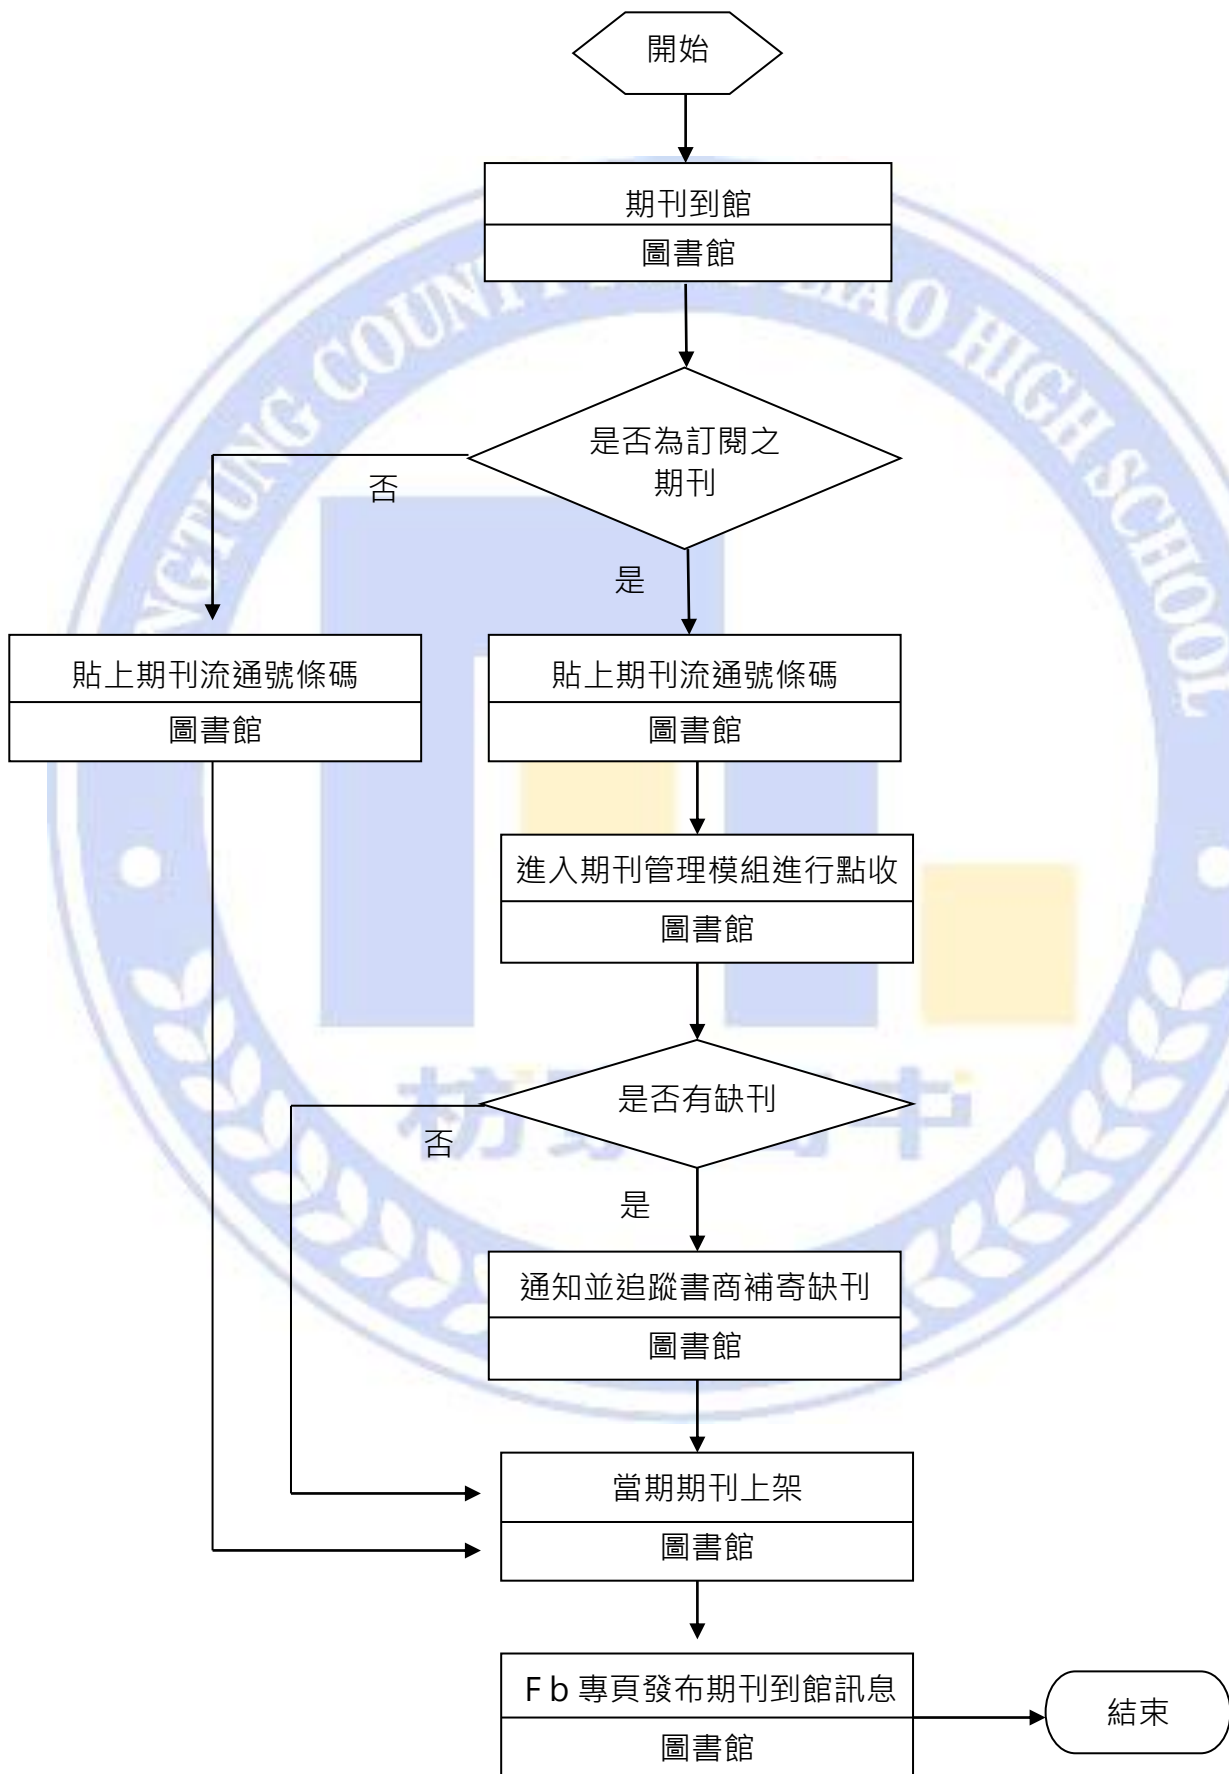 開始
期刊到館
圖書館
是否為訂閱之
期刊
否
是
貼上期刊流通號條碼
圖書館
貼上期刊流通號條碼
圖書館
進入期刊管理模組進行點收
圖書館
是否有缺刊
否
是
通知並追蹤書商補寄缺刊
圖書館
當期期刊上架
圖書館
Fb專頁發布期刊到館訊息
圖書館
結束
HIGH SCHOOL